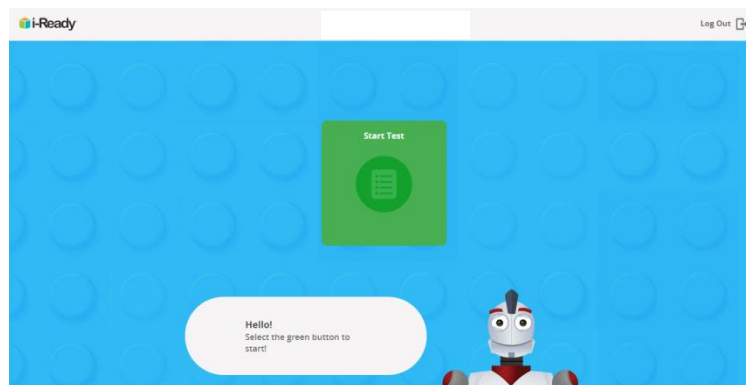 i-Ready
Log Out
Start Test
Hello!
Select the green button to
start!